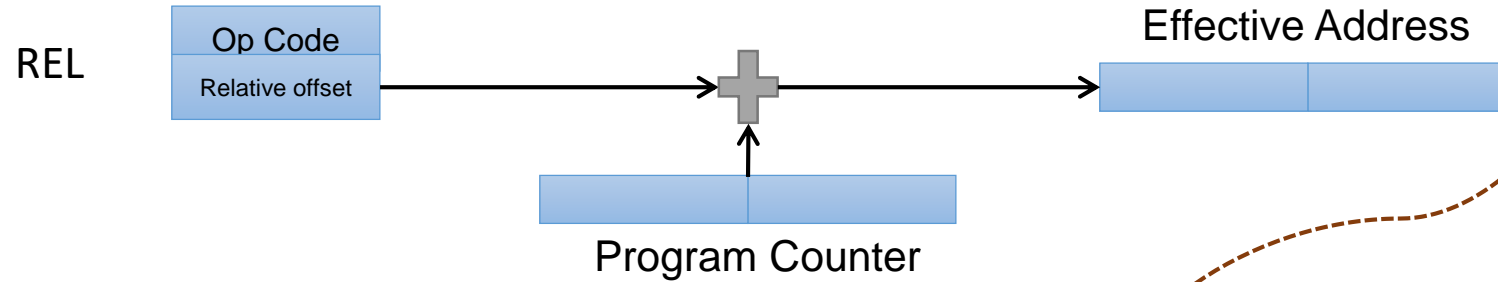 REL
Op Code
Relative offset
Effective Address
Program Counter